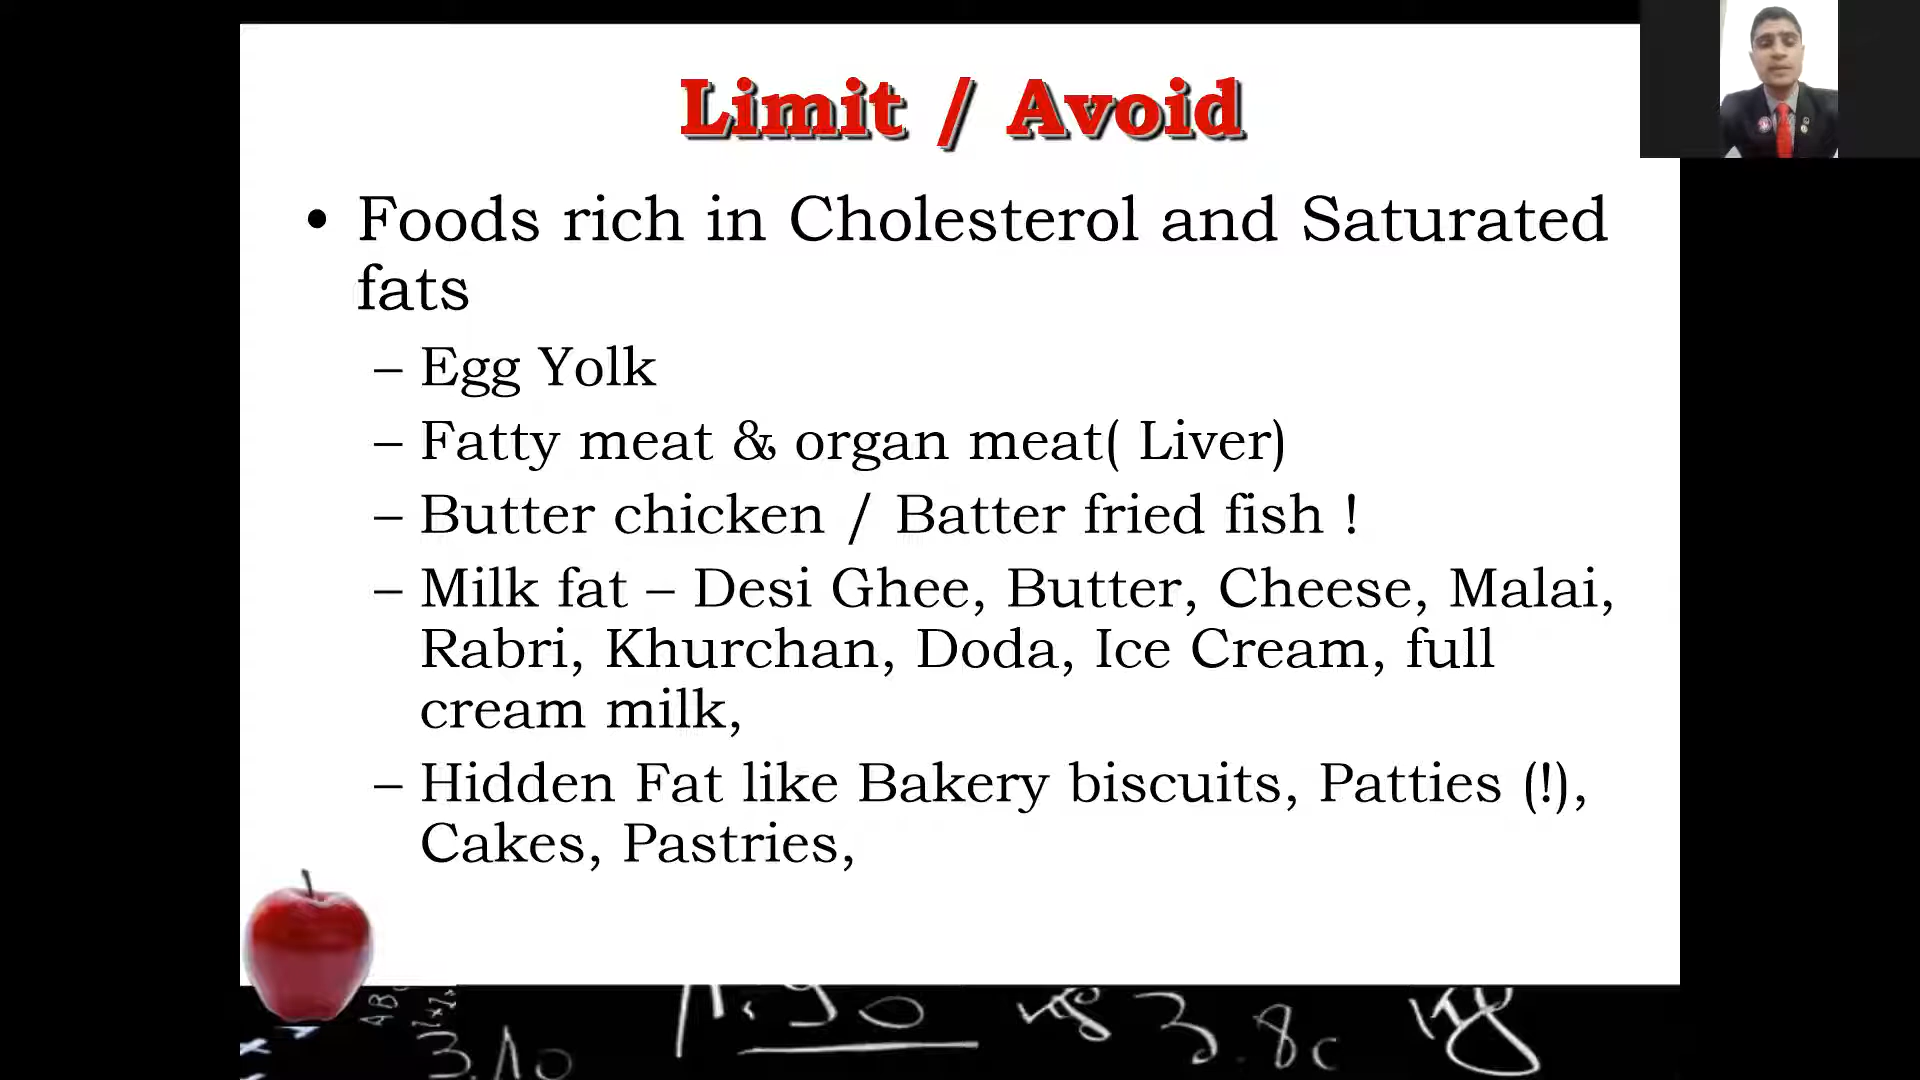 Limit / Avoid
• Foods rich in Cholesterol and Saturated
fats
– Egg Yolk
– Fatty meat & organ meat( Liver)
– Butter chicken / Batter fried fish !
– Milk fat – Desi Ghee, Butter, Cheese, Malai,
Rabri, Khurchan, Doda, Ice Cream, full
cream milk,
– Hidden Fat like Bakery biscuits, Patties (!),
Cakes, Pastries,